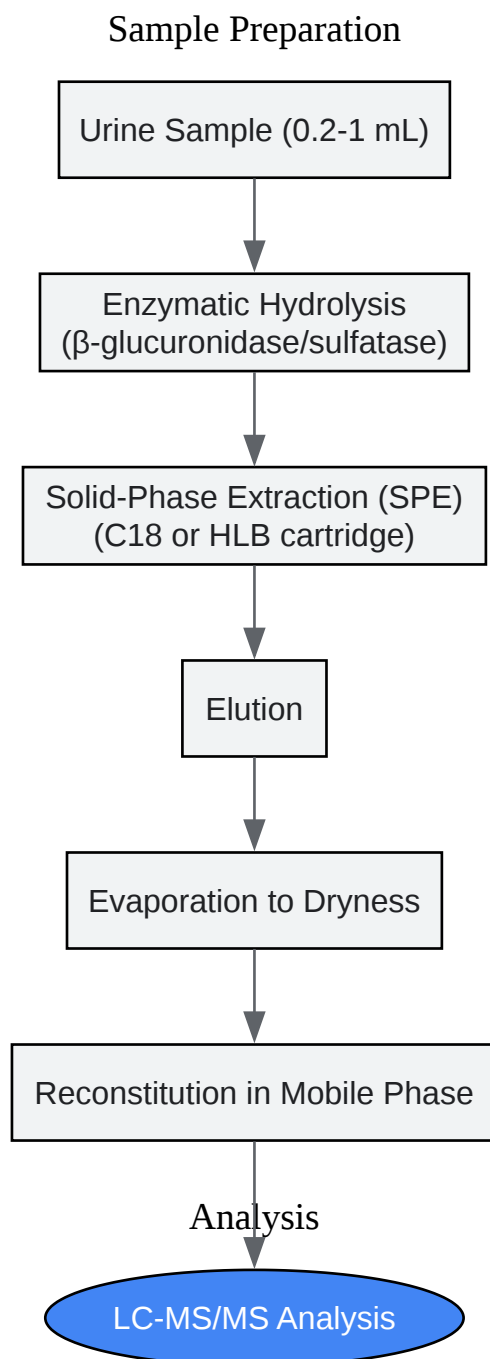 Sample Preparation
Urine Sample (0.2-1 mL)
Enzymatic Hydrolysis
(β-glucuronidase/sulfatase)
Solid-Phase Extraction (SPE)
(C18 or HLB cartridge)
Elution
Evaporation to Dryness
Reconstitution in Mobile Phase
Analysis
LC-MS/MS Analysis